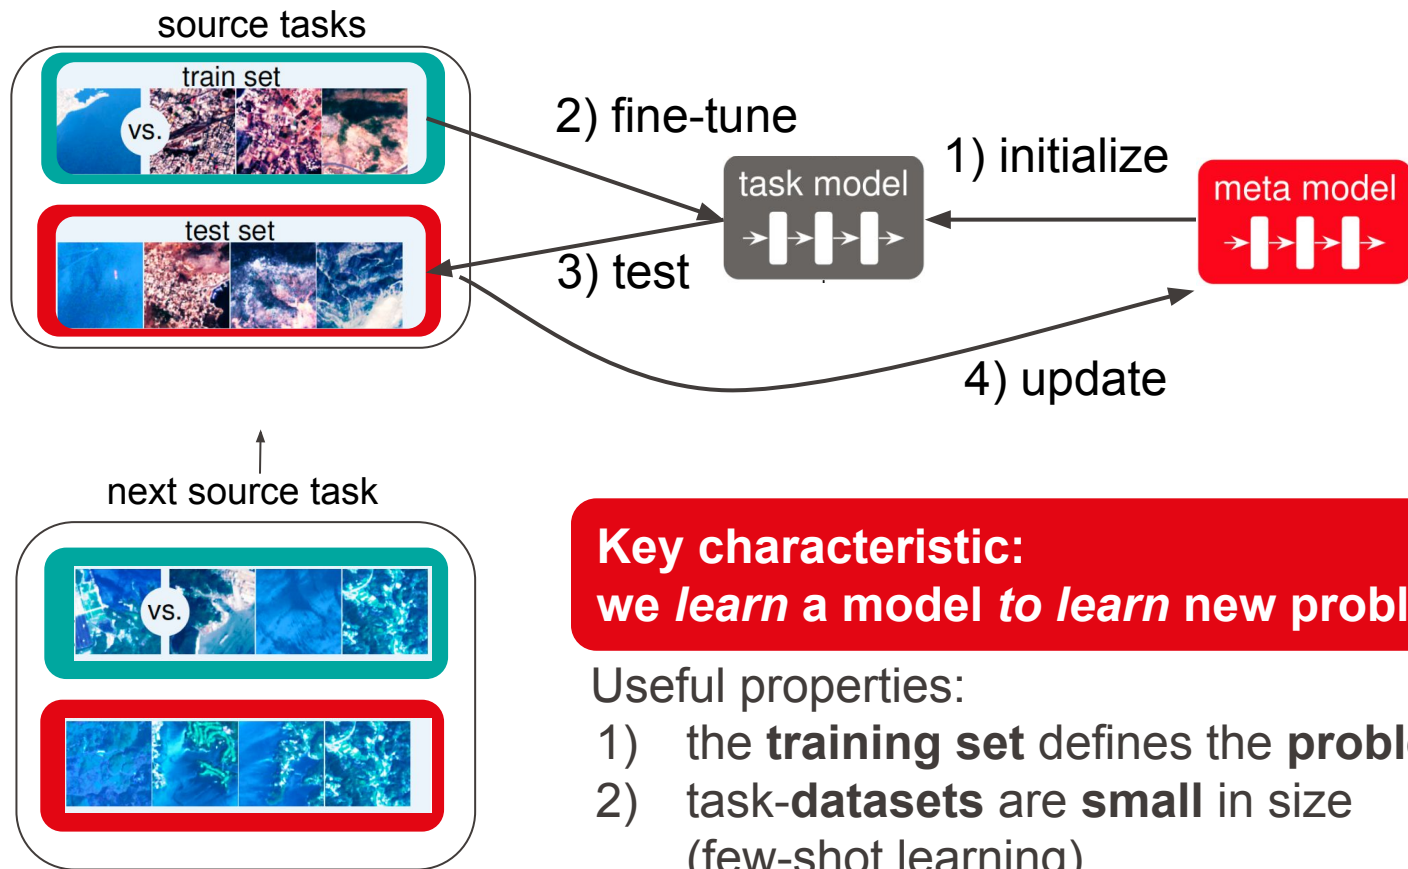 source tasks
train set
vs.
2) fine-tune
1) initialize
task model
meta model
test set
3) test
4) update
next source task
vs.
Key characteristic:
we learn a model to learn new probl
Useful properties:
1) the training set defines the proble
2) task-datasets are small in size
(few-shot learning)